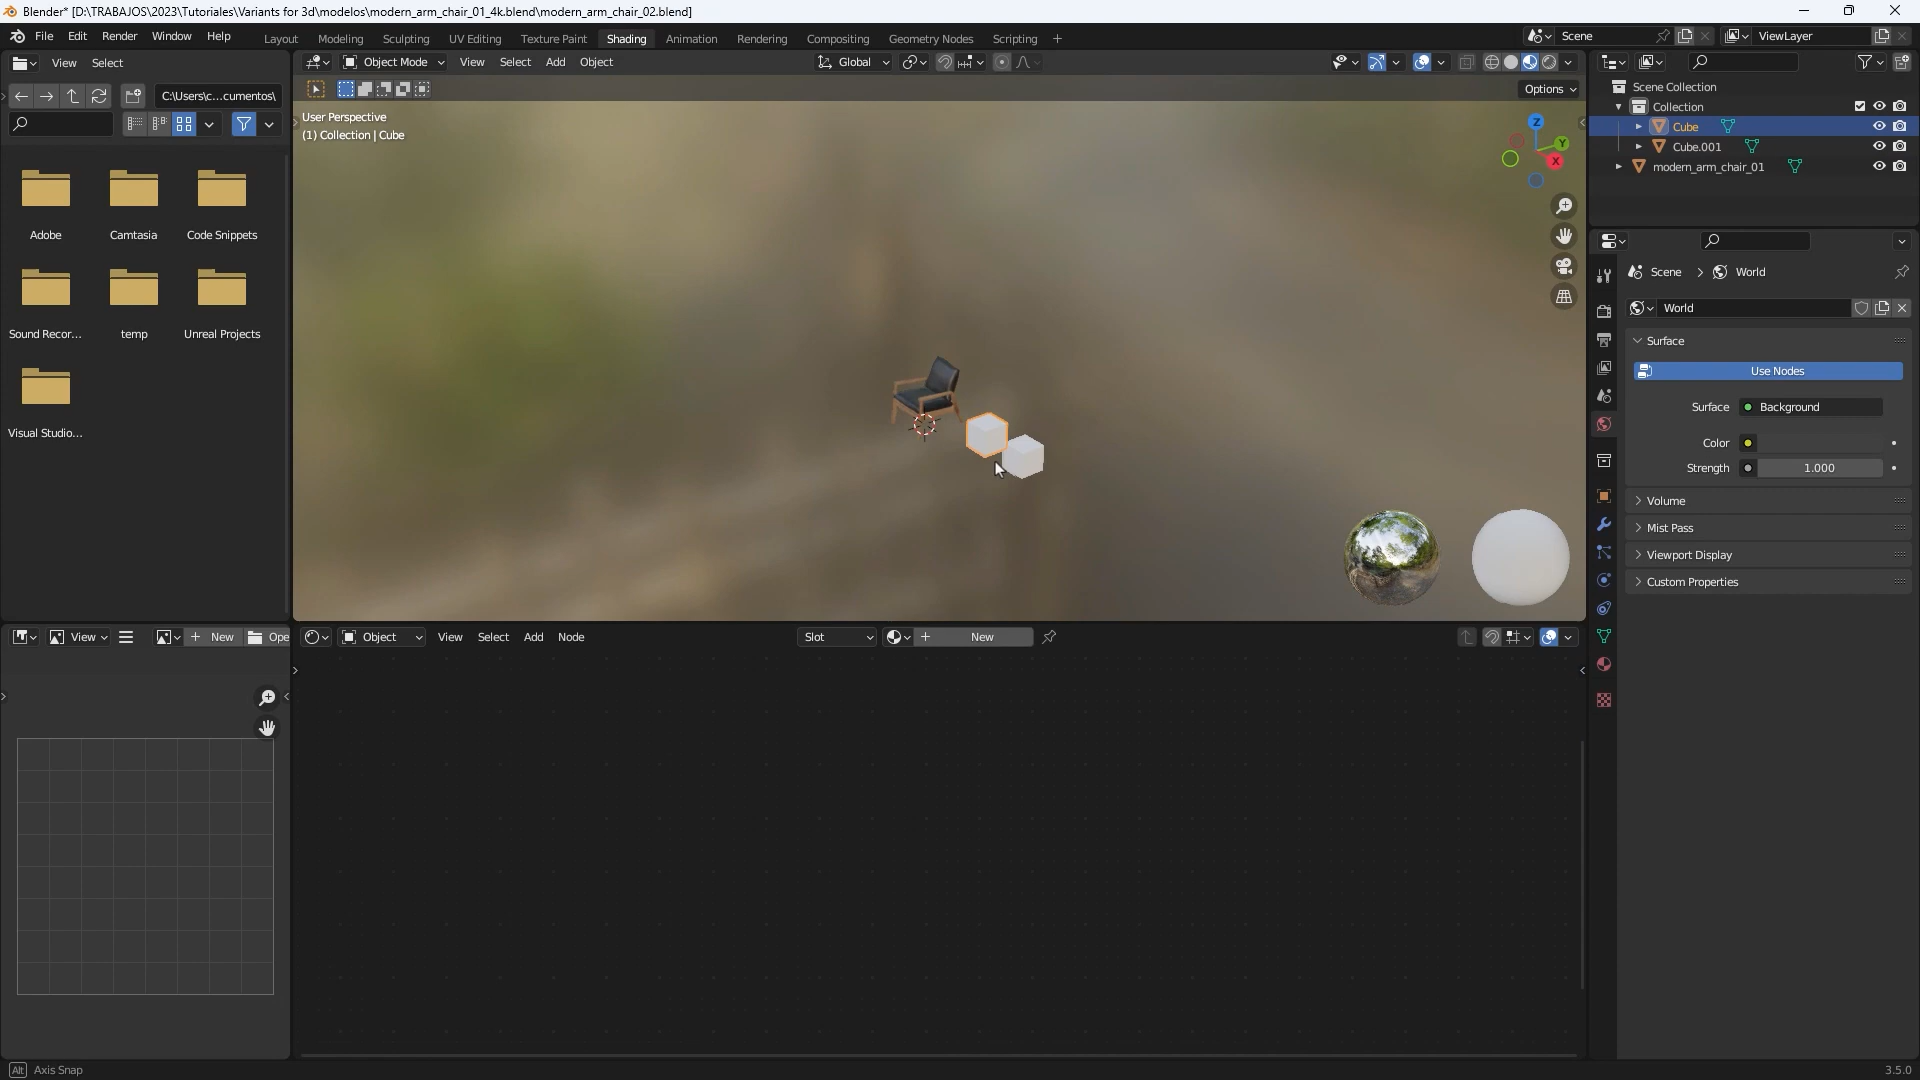 Blender* [D:\TRABAJOS\2023\Tutoriales\Variants for 3d\modelos\modern_arm_chair_01_4k.blend\modern_arm_chair_02.blend]
File Edit Render Window Help Layout Modeling Sculpting UV Editing Texture Paint Shading Animation Rendering Compositing Geometry Nodes Scripting + Scene ViewLayer
View Select
Object Mode View Select Add Object Global
C:\Users\c...cumentos\
Options
User Perspective
(1) Collection | Cube
Z
Y
X
Scene Collection
Collection
Cube
Cube.001
modern_arm_chair_01
Adobe Camtasia Code Snippets
Sound Recor... temp Unreal Projects
Visual Studio...
Scene > World
World
Surface
Use Nodes
Surface Background
Color
Strength 1.000
Volume
Mist Pass
Viewport Display
Custom Properties
View + New Ope
Object View Select Add Node Slot + New
Alt Axis Snap
3.5.0